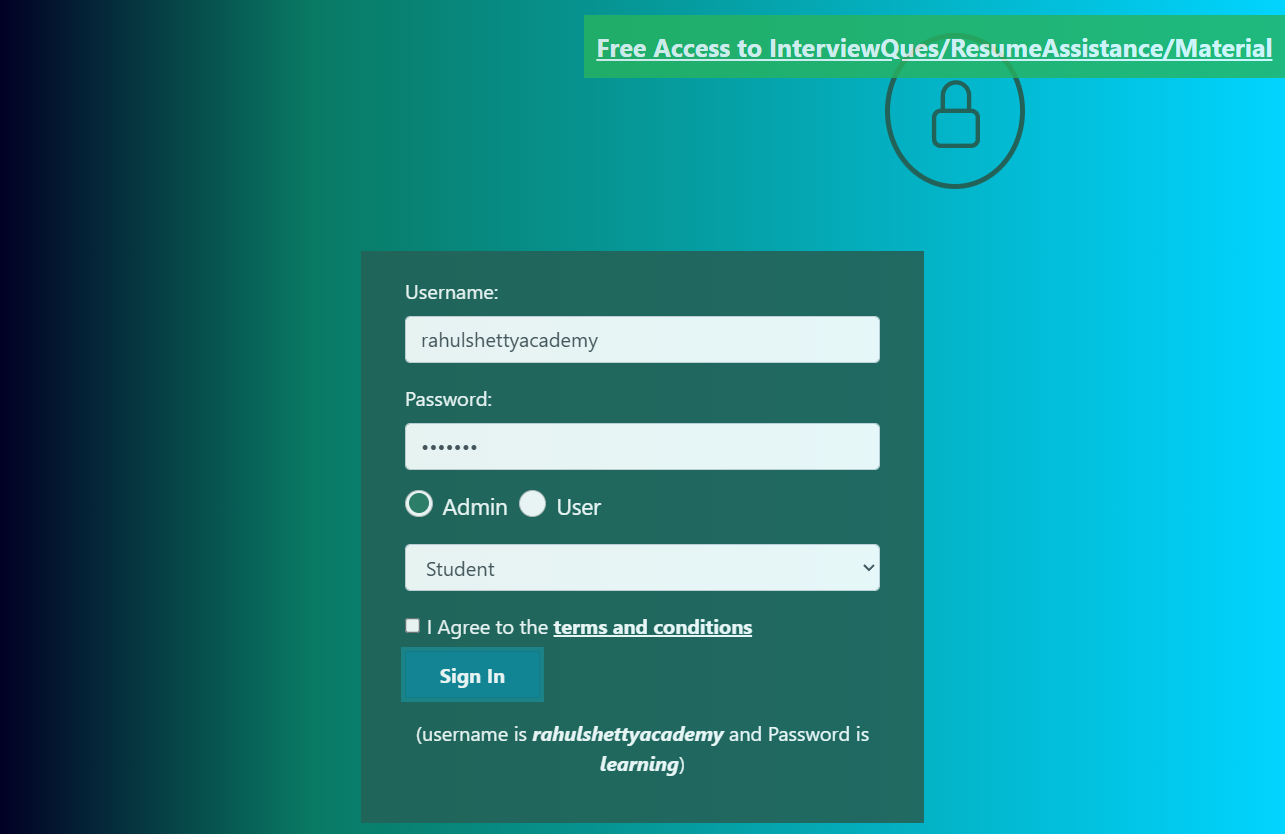 Free Access to InterviewQues/ResumeAssistance/Material
Username:
rahulshettyacademy
Password:
•••••••
Admin User
Student
I Agree to the terms and conditions
Sign In
(username is rahulshettyacademy and Password is
learning)